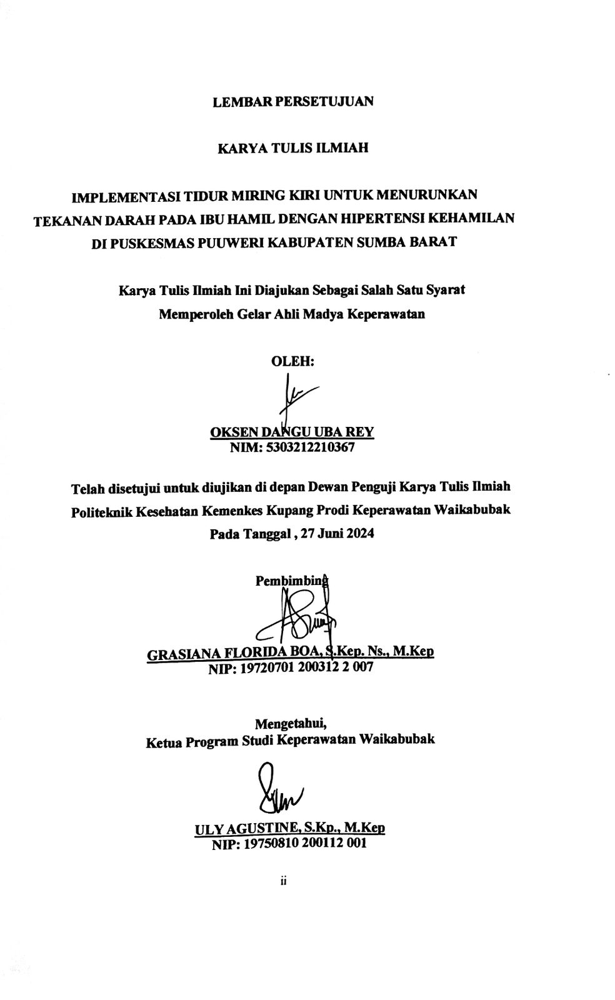 LEMBAR PERSETUJUAN
KARYA TULIS ILMIAH
IMPLEMENTASI TIDUR MIRING KIRI UNTUK MENURUNKAN
TEKANAN DARAH PADA IBU HAMIL DENGAN HIPERTENSI KEHAMILAN
DI PUSKESMAS PUUWERI KABUPATEN SUMBA BARAT
Karya Tulis Ilmiah Ini Diajukan Sebagai Salah Satu Syarat
Memperoleh Gelar Ahli Madya Keperawatan
OLEH:
OKSEN DANGU UBA REY
NIM: 5303212210367
Telah disetujui untuk diujikan di depan Dewan Penguji Karya Tulis Ilmiah
Politeknik Kesehatan Kemenkes Kupang Prodi Keperawatan Waikabubak
Pada Tanggal , 27 Juni 2024
Pembimbing
GRASIANA FLORIDA BOA, S.Kep. Ns., M.Kep
NIP: 19720701 200312 2 007
Mengetahui,
Ketua Program Studi Keperawatan Waikabubak
ULY AGUSTINE, S.Kp., M.Kep
NIP: 19750810 200112 001
ii